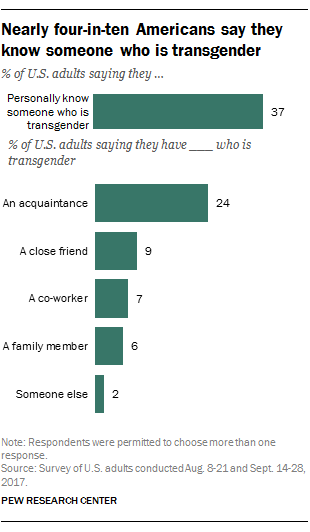 Nearly four-in-ten Americans say they
know someone who is transgender
% of U.S. adults saying they ...
Personally know
someone who is
transgender
37
% of U.S. adults saying they have ___ who is
transgender
An acquaintance 24
A close friend 9
A co-worker 7
A family member 6
Someone else 2
Note: Respondents were permitted to choose more than one
response.
Source: Survey of U.S. adults conducted Aug. 8-21 and Sept. 14-28,
2017.
PEW RESEARCH CENTER